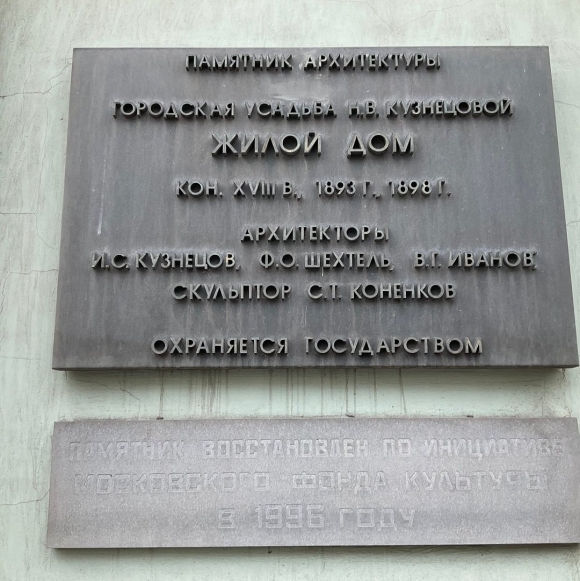 ПАМЯТНИК АРХИТЕКТУРЫ
ГОРОДСКАЯ УСАДЬБА Н.В. КУЗНЕЦОВОЙ
ЖИЛОЙ ДОМ
КОН. XVIII В., 1893 Г., 1898 Г.
АРХИТЕКТОРЫ
И.С. КУЗНЕЦОВ, Ф.О. ШЕХТЕЛЬ, В.Г. ИВАНОВ,
СКУЛЬПТОР С.Т. КОНЕНКОВ
ОХРАНЯЕТСЯ ГОСУДАРСТВОМ
ПАМЯТНИК ВОССТАНОВЛЕН ПО ИНИЦИАТИВЕ
МОСКОВСКОГО ФОНДА КУЛЬТУРЫ
В 1996 ГОДУ